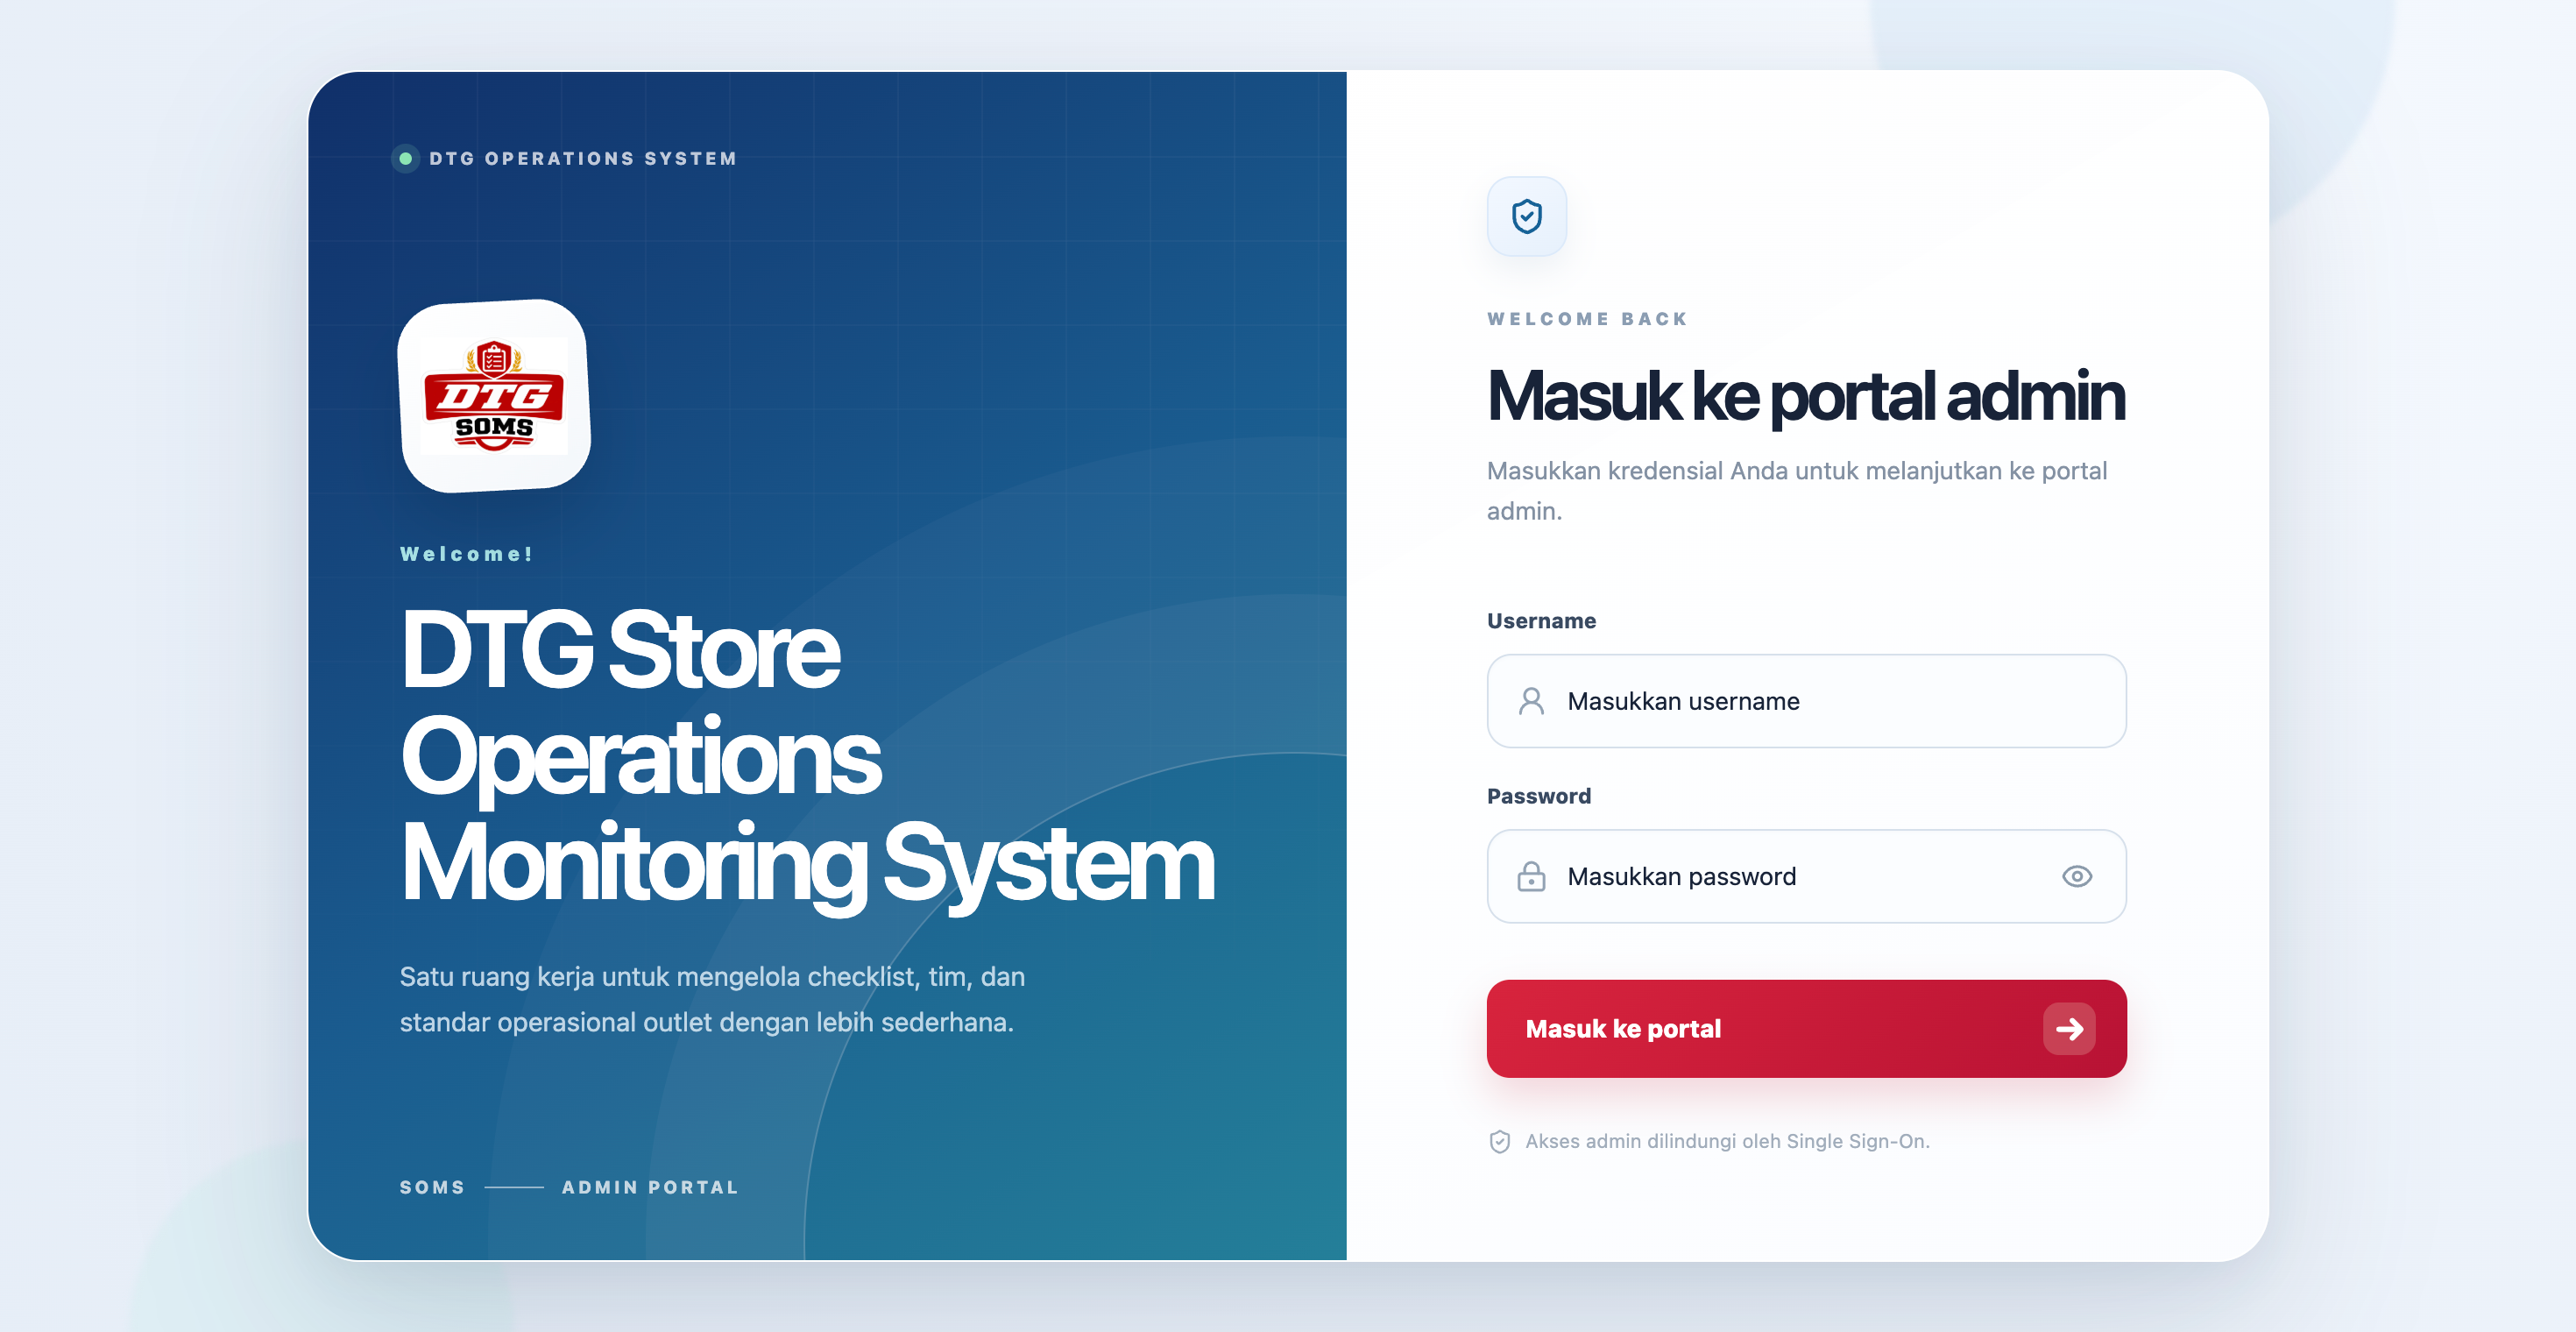 DTG OPERATIONS SYSTEM
DTG
SOMS
Welcome!
DTG Store
Operations
Monitoring System
Satu ruang kerja untuk mengelola checklist, tim, dan
standar operasional outlet dengan lebih sederhana.
SOMS
ADMIN PORTAL
WELCOME BACK
Masuk ke portal admin
Masukkan kredensial Anda untuk melanjutkan ke portal
admin.
Username
Masukkan username
Password
Masukkan password
Masuk ke portal
Akses admin dilindungi oleh Single Sign-On.